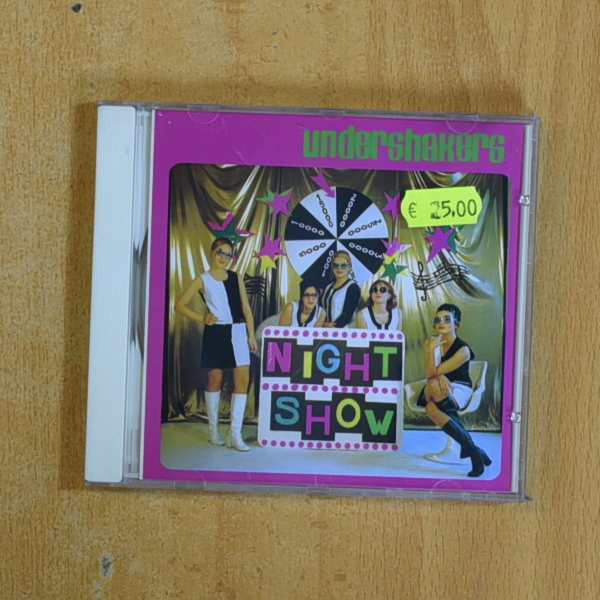 undershakers
€ 25.00
NIGHT
SHOW